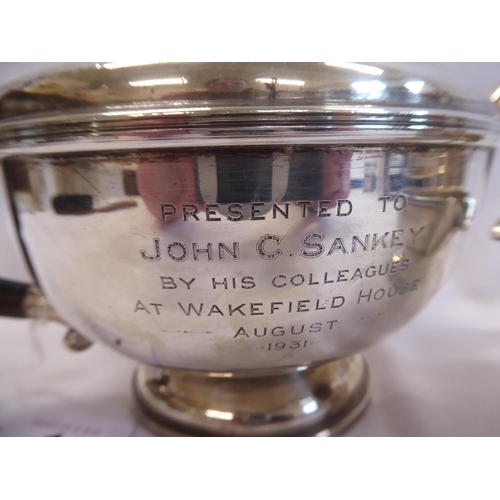 PRESENTED TO
JOHN C. SANKEY
BY HIS COLLEAGUES
AT WAKEFIELD HOUSE
AUGUST
1931